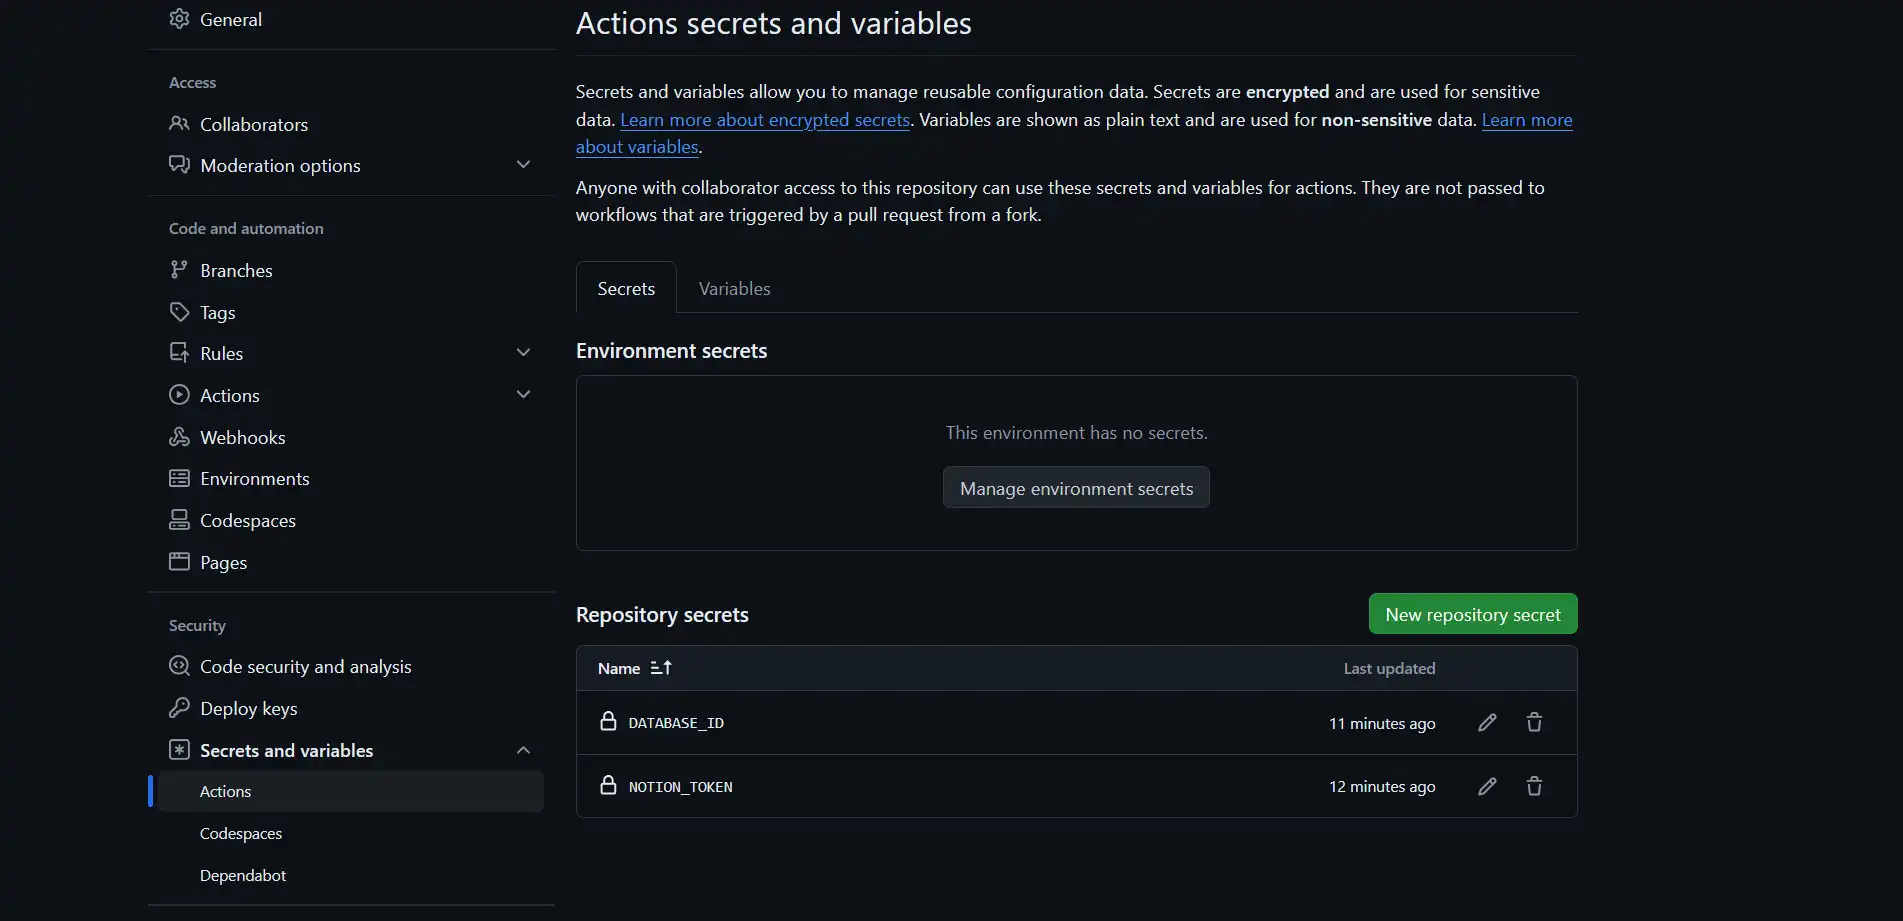 General
Access
Collaborators
Moderation options
Code and automation
Branches
Tags
Rules
Actions
Webhooks
Environments
Codespaces
Pages
Security
Code security and analysis
Deploy keys
Secrets and variables
Actions
Codespaces
Dependabot
Actions secrets and variables
Secrets and variables allow you to manage reusable configuration data. Secrets are encrypted and are used for sensitive
data. Learn more about encrypted secrets. Variables are shown as plain text and are used for non-sensitive data. Learn more
about variables.
Anyone with collaborator access to this repository can use these secrets and variables for actions. They are not passed to
workflows that are triggered by a pull request from a fork.
Secrets Variables
Environment secrets
This environment has no secrets.
Manage environment secrets
Repository secrets New repository secret
Name Last updated
DATABASE_ID 11 minutes ago
NOTION_TOKEN 12 minutes ago